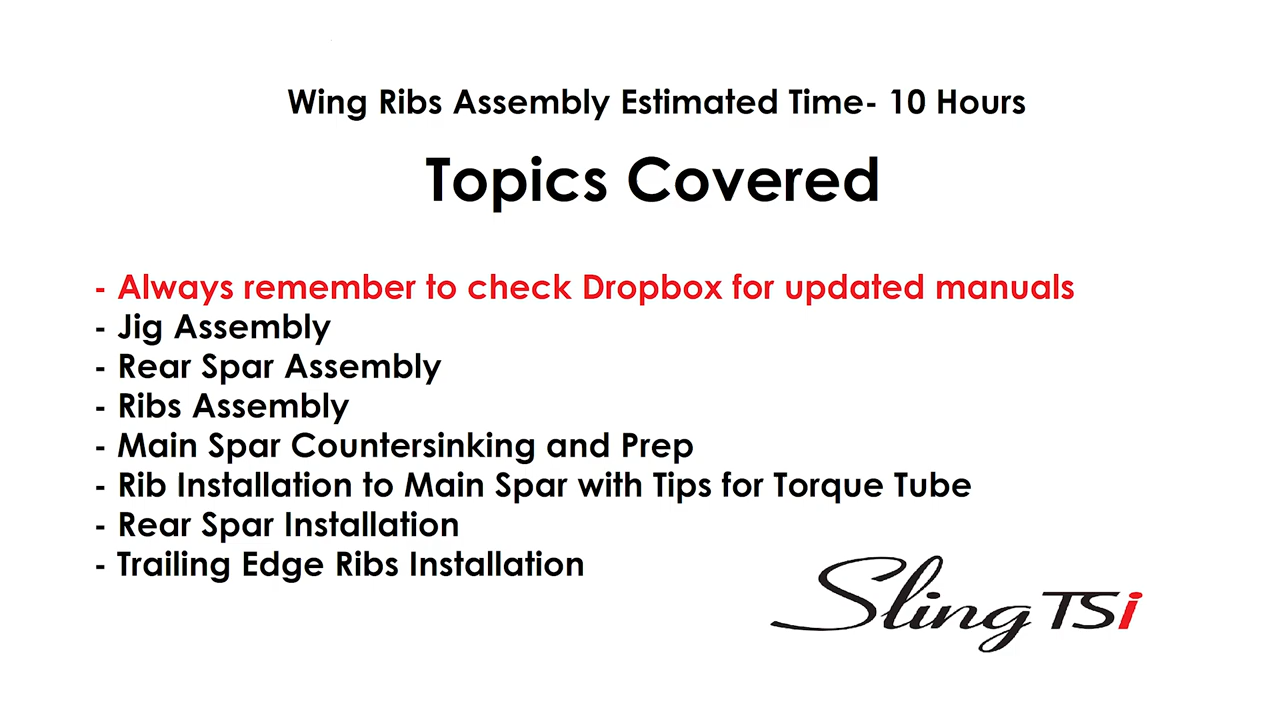 Wing Ribs Assembly Estimated Time- 10 Hours
Topics Covered
- Always remember to check Dropbox for updated manuals
- Jig Assembly
- Rear Spar Assembly
- Ribs Assembly
- Main Spar Countersinking and Prep
- Rib Installation to Main Spar with Tips for Torque Tube
- Rear Spar Installation
- Trailing Edge Ribs Installation
Sling TSi